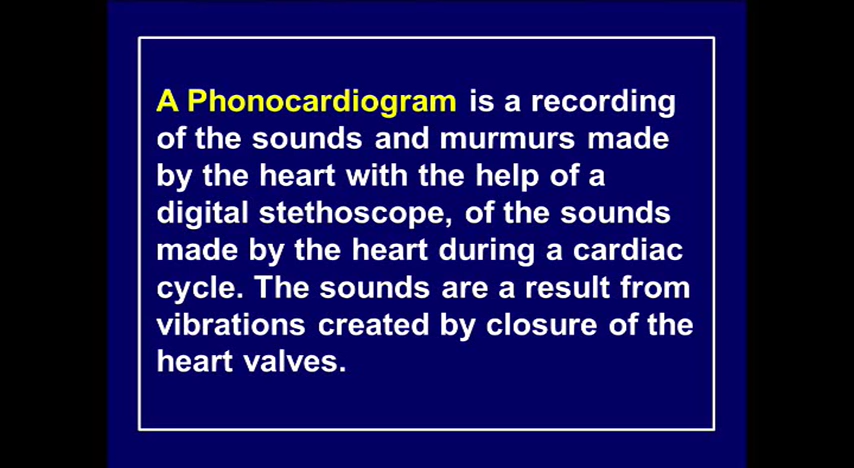 A Phonocardiogram is a recording
of the sounds and murmurs made
by the heart with the help of a
digital stethoscope, of the sounds
made by the heart during a cardiac
cycle. The sounds are a result from
vibrations created by closure of the
heart valves.